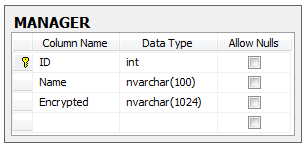 MANAGER
Column Name Data Type Allow Nulls
ID int
Name nvarchar(100)
Encrypted nvarchar(1024)